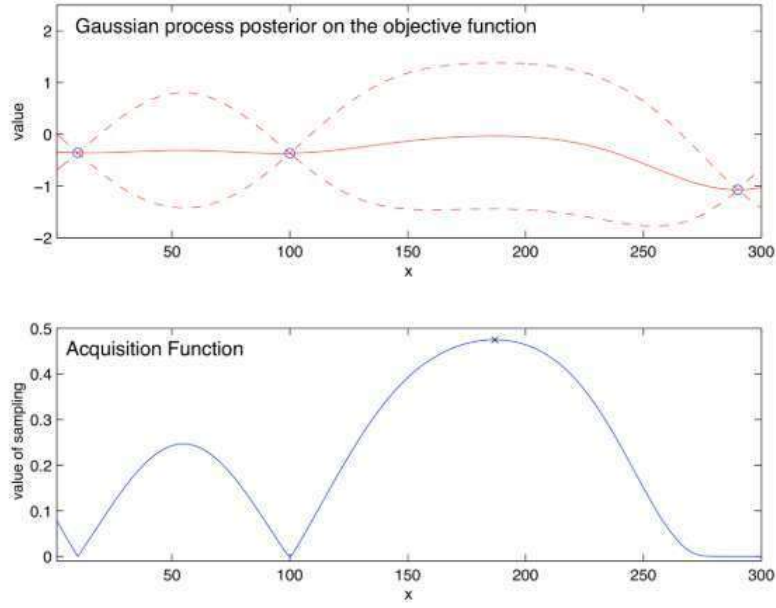 Gaussian process posterior on the objective function
2
1
0
−1
−2
value
50 100 150 200 250 300
x
Acquisition Function
0.5
0.4
0.3
0.2
0.1
0
value of sampling
50 100 150 200 250 300
x